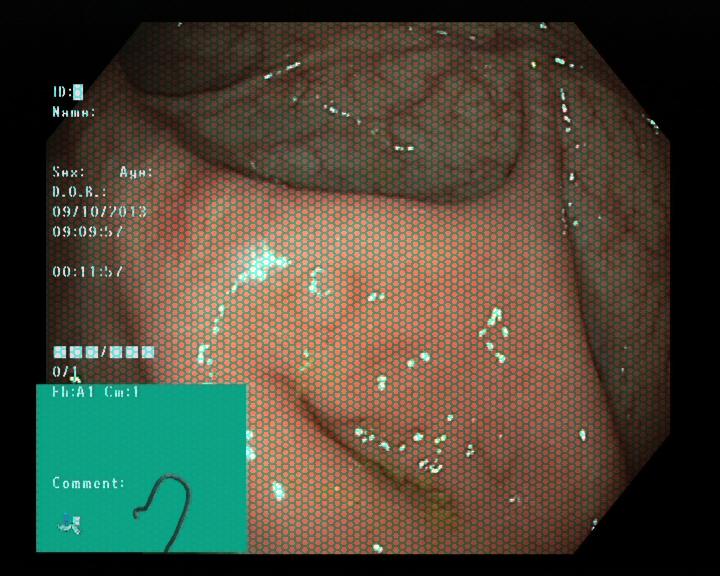 ID:
Name:
Sex: Age:
D.O.B.:
09/10/2013
09:09:57
00:11:57
/
0/1
Eh:A1 Cm:1
Comment: